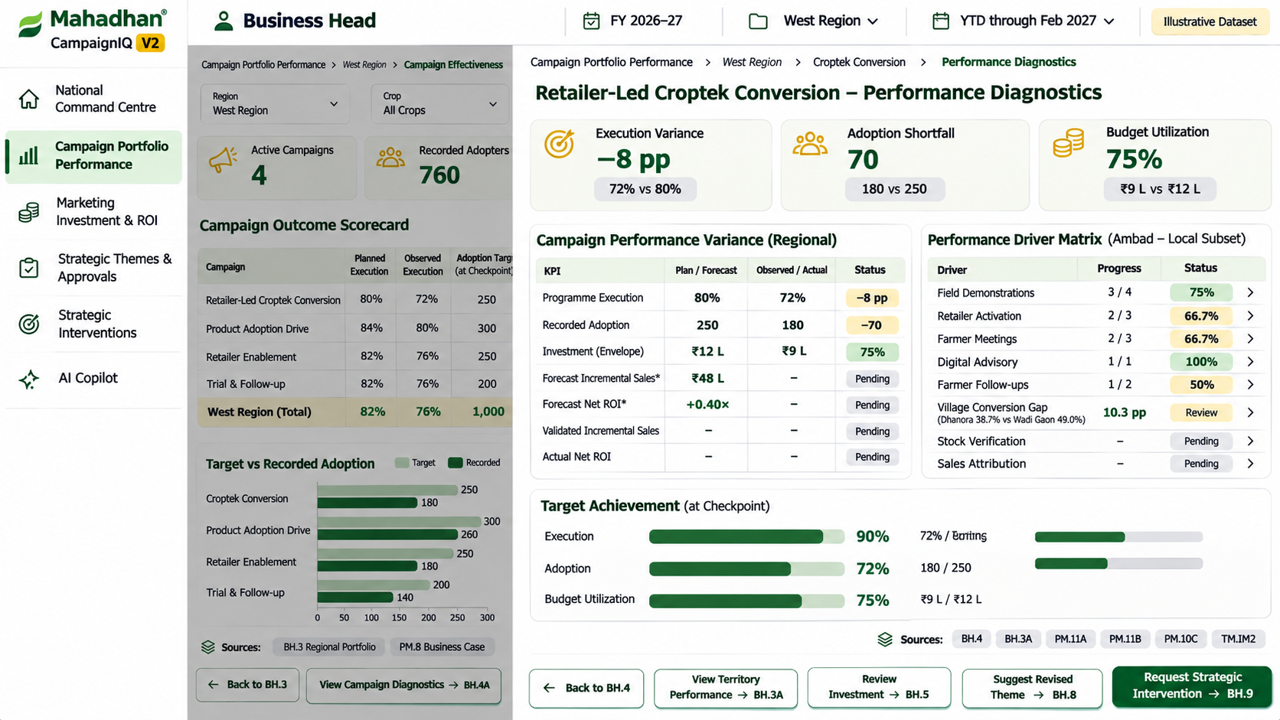 Mahadhan®
CampaignIQ V2
National
Command Centre
Campaign Portfolio
Performance
Marketing
Investment & ROI
Strategic Themes &
Approvals
Strategic
Interventions
AI Copilot
Business Head
FY 2026–27
West Region
YTD through Feb 2027
Illustrative Dataset
Campaign Portfolio Performance > West Region > Campaign Effectiveness
Region
West Region
Crop
All Crops
Active Campaigns
4
Recorded Adopters
760
Campaign Outcome Scorecard
Campaign Planned Execution Observed Execution Adoption Targ (at Checkpoint)
Retailer-Led Croptek Conversion 80% 72% 250
Product Adoption Drive 84% 80% 300
Retailer Enablement 82% 76% 250
Trial & Follow-up 82% 76% 200
West Region (Total) 82% 76% 1,000
Target vs Recorded Adoption Target Recorded
Croptek Conversion 250 180
Product Adoption Drive 300 260
Retailer Enablement 250 180
Trial & Follow-up 200 140
0 50 100 150 200 250 300
Sources: BH.3 Regional Portfolio PM.8 Business Case
← Back to BH.3
View Campaign Diagnostics → BH.4A
Campaign Portfolio Performance > West Region > Croptek Conversion > Performance Diagnostics
Retailer-Led Croptek Conversion – Performance Diagnostics
Execution Variance
−8 pp
72% vs 80%
Adoption Shortfall
70
180 vs 250
Budget Utilization
75%
₹9 L vs ₹12 L
Campaign Performance Variance (Regional)
KPI Plan / Forecast Observed / Actual Status
Programme Execution 80% 72% −8 pp
Recorded Adoption 250 180 −70
Investment (Envelope) ₹12 L ₹9 L 75%
Forecast Incremental Sales* ₹48 L – Pending
Forecast Net ROI* +0.40× – Pending
Validated Incremental Sales – – Pending
Actual Net ROI – – Pending
Performance Driver Matrix (Ambad – Local Subset)
Driver Progress Status
Field Demonstrations 3 / 4 75% >
Retailer Activation 2 / 3 66.7% >
Farmer Meetings 2 / 3 66.7% >
Digital Advisory 1 / 1 100% >
Farmer Follow-ups 1 / 2 50% >
Village Conversion Gap 10.3 pp Review >
(Dhanora 38.7% vs Wadi Gaon 49.0%)
Stock Verification – Pending >
Sales Attribution – Pending >
Target Achievement (at Checkpoint)
Execution 90% 72% /
Adoption 72% 180 / 250
Budget Utilization 75% ₹9 L / ₹12 L
Sources: BH.4 BH.3A PM.11A PM.11B PM.10C TM.IM2
← Back to BH.4
View Territory
Performance → BH.3A
Review
Investment → BH.5
Suggest Revised
Theme → BH.8
Request Strategic
Intervention → BH.9